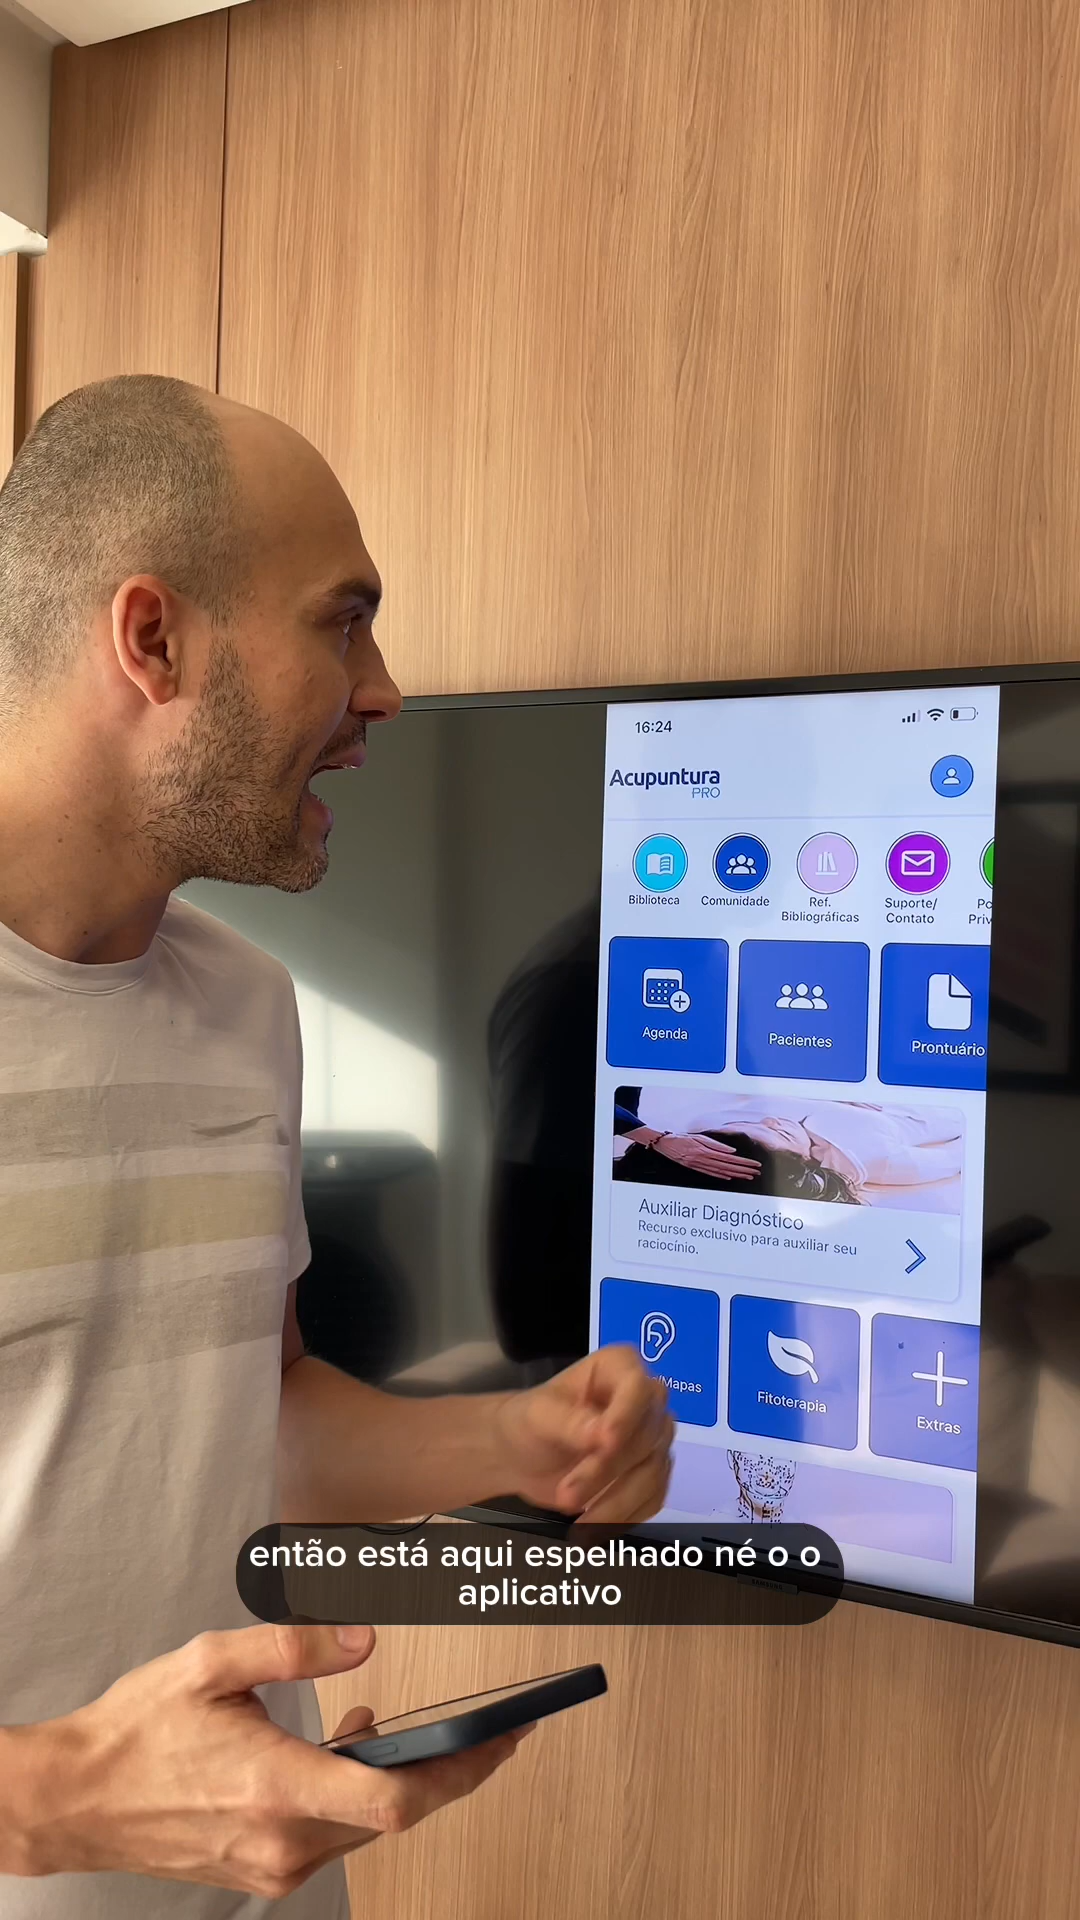 16:24
Acupuntura
PRO
Biblioteca
Comunidade
Ref.
Bibliográficas
Suporte/
Contato
Agenda
Pacientes
Prontuário
Auxiliar Diagnóstico
Recurso exclusivo para auxiliar seu
raciocínio.
/Mapas
Fitoterapia
Extras
então está aqui espelhado né o o
aplicativo
SAMSUNG